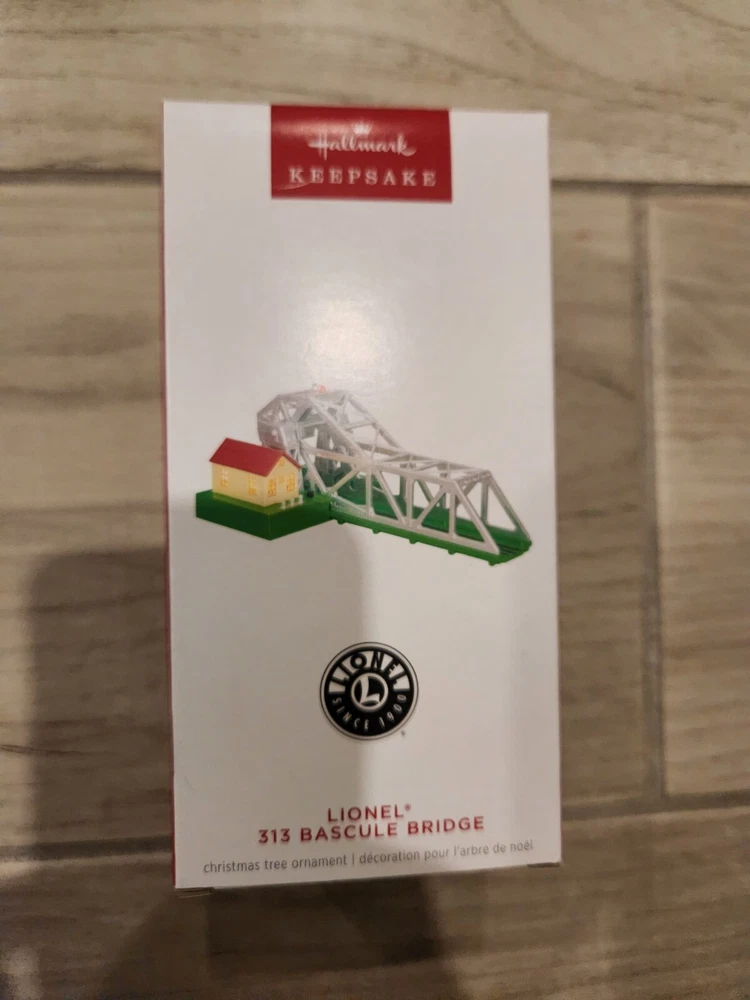 Hallmark
KEEPSAKE
LIONEL
L
SINCE 1900
LIONEL®
313 BASCULE BRIDGE
christmas tree ornament | décoration pour l'arbre de noël